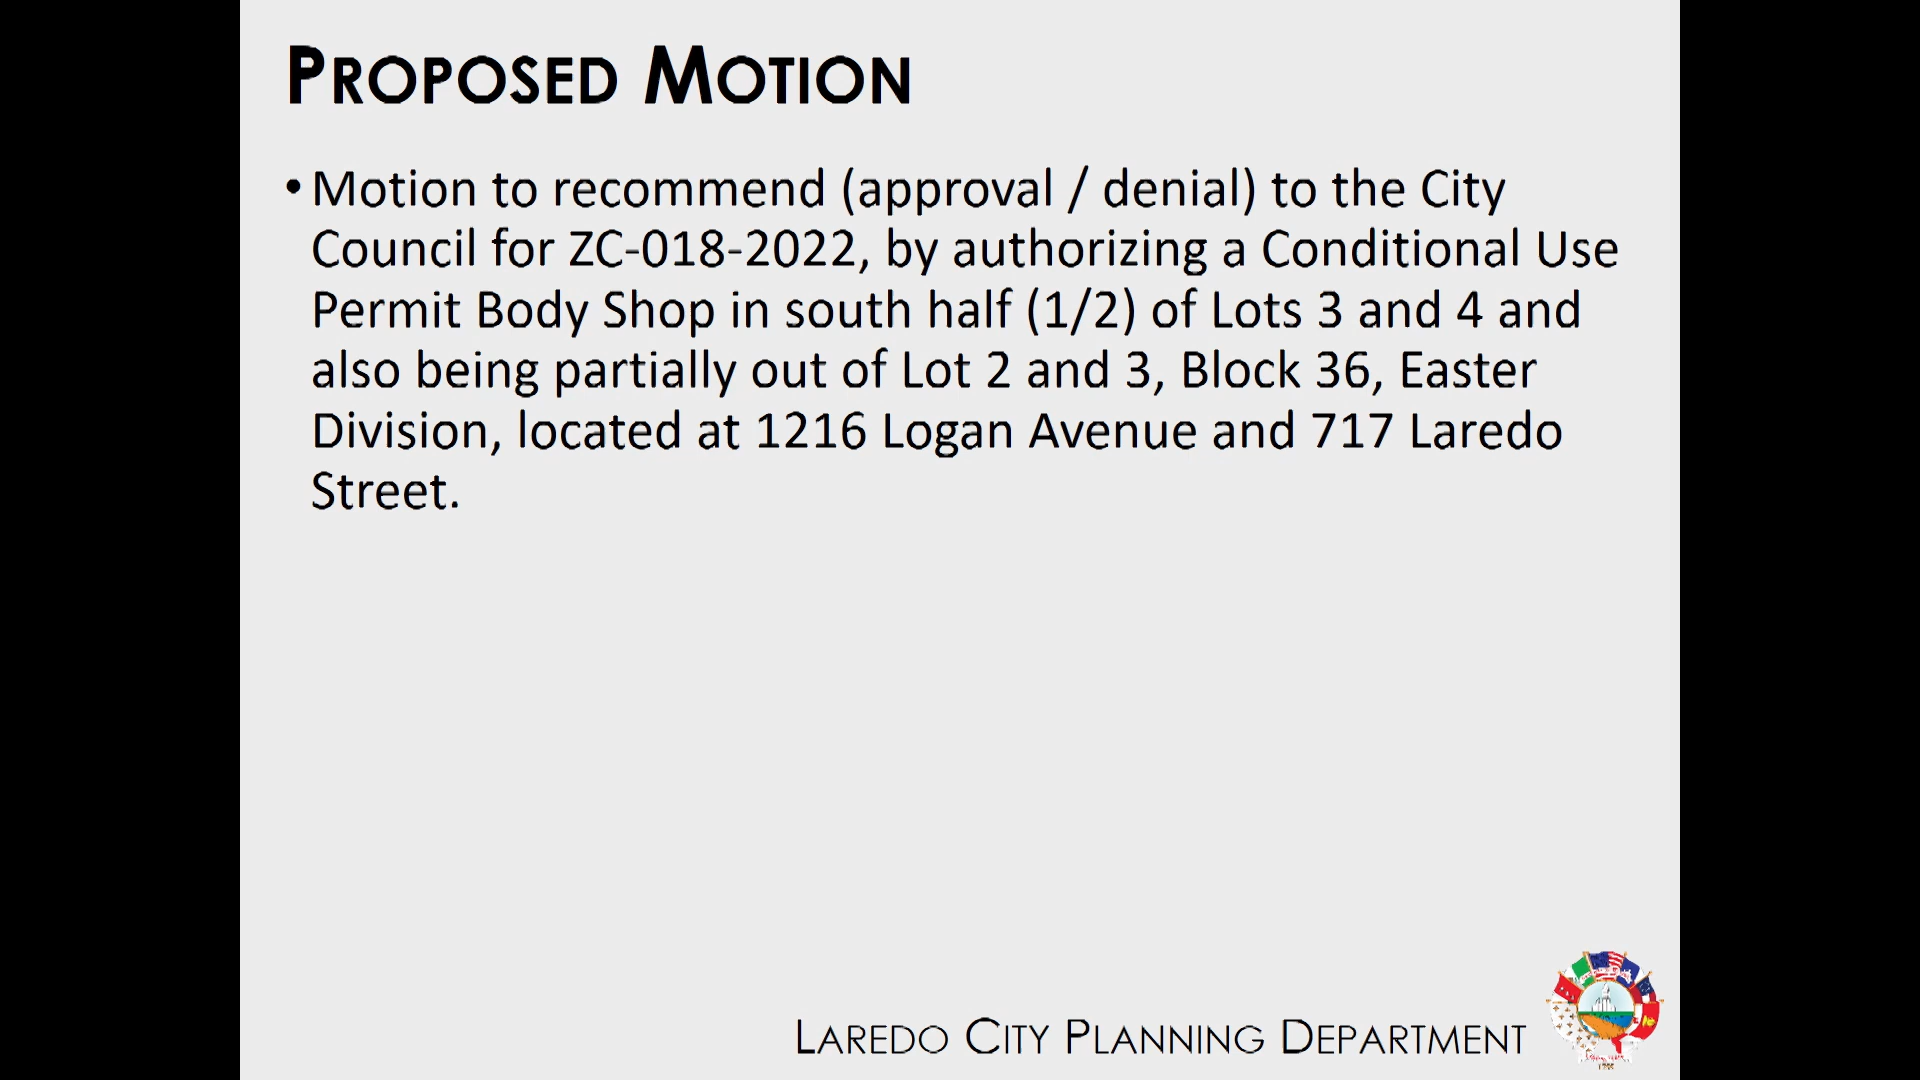 PROPOSED MOTION
• Motion to recommend (approval / denial) to the City
Council for ZC-018-2022, by authorizing a Conditional Use
Permit Body Shop in south half (1/2) of Lots 3 and 4 and
also being partially out of Lot 2 and 3, Block 36, Easter
Division, located at 1216 Logan Avenue and 717 Laredo
Street.
LAREDO CITY PLANNING DEPARTMENT